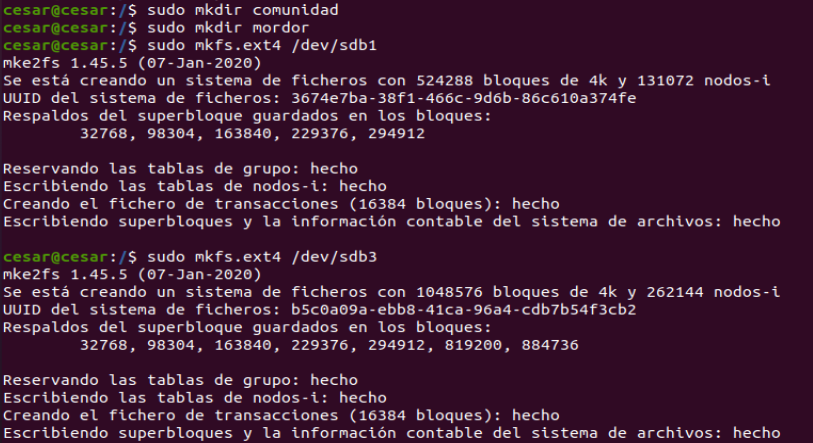 cesar@cesar:/$ sudo mkdir comunidad
cesar@cesar:/$ sudo mkdir mordor
cesar@cesar:/$ sudo mkfs.ext4 /dev/sdb1
mke2fs 1.45.5 (07-Jan-2020)
Se está creando un sistema de ficheros con 524288 bloques de 4k y 131072 nodos-i
UUID del sistema de ficheros: 3674e7ba-38f1-466c-9d6b-86c610a374fe
Respaldos del superbloque guardados en los bloques:
32768, 98304, 163840, 229376, 294912
Reservando las tablas de grupo: hecho
Escribiendo las tablas de nodos-i: hecho
Creando el fichero de transacciones (16384 bloques): hecho
Escribiendo superbloques y la información contable del sistema de archivos: hecho
cesar@cesar:/$ sudo mkfs.ext4 /dev/sdb3
mke2fs 1.45.5 (07-Jan-2020)
Se está creando un sistema de ficheros con 1048576 bloques de 4k y 262144 nodos-i
UUID del sistema de ficheros: b5c0a09a-ebb8-41ca-96a4-cdb7b54f3cb2
Respaldos del superbloque guardados en los bloques:
32768, 98304, 163840, 229376, 294912, 819200, 884736
Reservando las tablas de grupo: hecho
Escribiendo las tablas de nodos-i: hecho
Creando el fichero de transacciones (16384 bloques): hecho
Escribiendo superbloques y la información contable del sistema de archivos: hecho